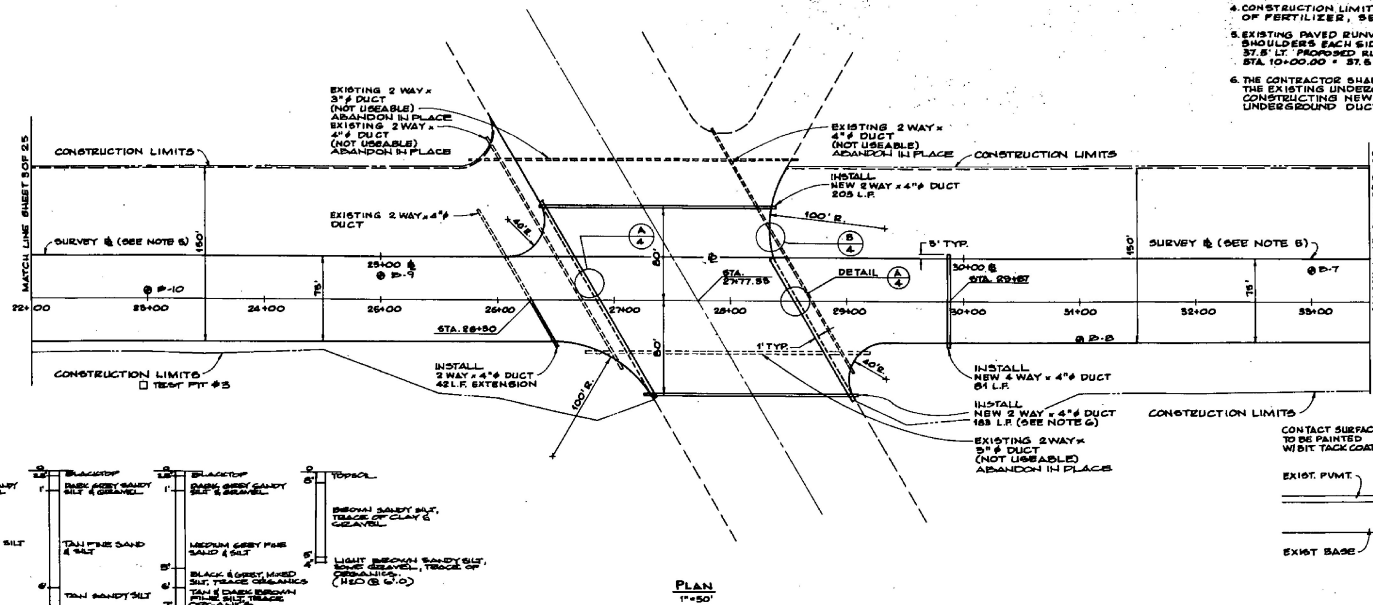 4. CONSTRUCTION LIMIT
OF FERTILIZER, SE
5. EXISTING PAVED RUNW
SHOULDERS EACH SID
37.5' LT. PROPOSED RU
STA. 10+00.00 = 37.5
6. THE CONTRACTOR SHAL
THE EXISTING UNDERG
CONSTRUCTING NEW
UNDERGROUND DUCT
EXISTING 2 WAY x
3"ø DUCT
(NOT USEABLE)
ABANDON IN PLACE
EXISTING 2 WAY x
4"ø DUCT
(NOT USEABLE)
ABANDON IN PLACE
EXISTING 2 WAY x
4"ø DUCT
(NOT USEABLE)
ABANDON IN PLACE
MATCH LINE SHEET 3 OF 25
CONSTRUCTION LIMITS
CONSTRUCTION LIMITS
INSTALL
NEW 2 WAY x 4"ø DUCT
205 L.F.
EXISTING 2 WAY x 4"ø
DUCT
40'R.
100' R.
A
4
B
4
SURVEY ℄ (SEE NOTE 5)
150'
80'
5' TYP.
150'
SURVEY ℄ (SEE NOTE 5)
25+00 ℄
B-9
30+00 ℄
B-7
B-10
75'
STA.
27+77.55
DETAIL
A
4
STA. 29+87
75'
22+00
23+00
24+00
25+00
26+00
27+00
28+00
29+00
30+00
31+00
32+00
33+00
STA. 26+50
80'
1' TYP.
B-8
CONSTRUCTION LIMITS
TEST PIT #3
INSTALL
2 WAY x 4"ø DUCT
42 L.F. EXTENSION
100' R.
40'R.
INSTALL
NEW 4 WAY x 4"ø DUCT
81 L.F.
INSTALL
NEW 2 WAY x 4"ø DUCT
183 L.F. (SEE NOTE 6)
CONSTRUCTION LIMITS
EXISTING 2 WAY x
3"ø DUCT
(NOT USEABLE)
ABANDON IN PLACE
CONTACT SURFAC
TO BE PAINTED
W/BIT. TACK COAT
EXIST. PVMT.
EXIST BASE
BLACKTOP
1'
DARK GREY SANDY
SILT & GRAVEL
TAN FINE SAND
& SILT
6'
TAN SANDY SILT
BLACKTOP
1'
DARK GREY SANDY
SILT & GRAVEL
MEDIUM GREY FINE
SAND & SILT
5'
BLACK & GREY MIXED
SILT, TRACE ORGANICS
6'
TAN & DARK BROWN
FINE SILT, TRACE
ORGANICS
TOPSOIL
BROWN SANDY SILT,
TRACE OF CLAY &
GRAVEL
LIGHT BROWN SANDY SILT,
SOME GRAVEL, TRACE OF
ORGANICS.
(H2O @ 6'.0)
NDY
SILT
PLAN
1"=50'